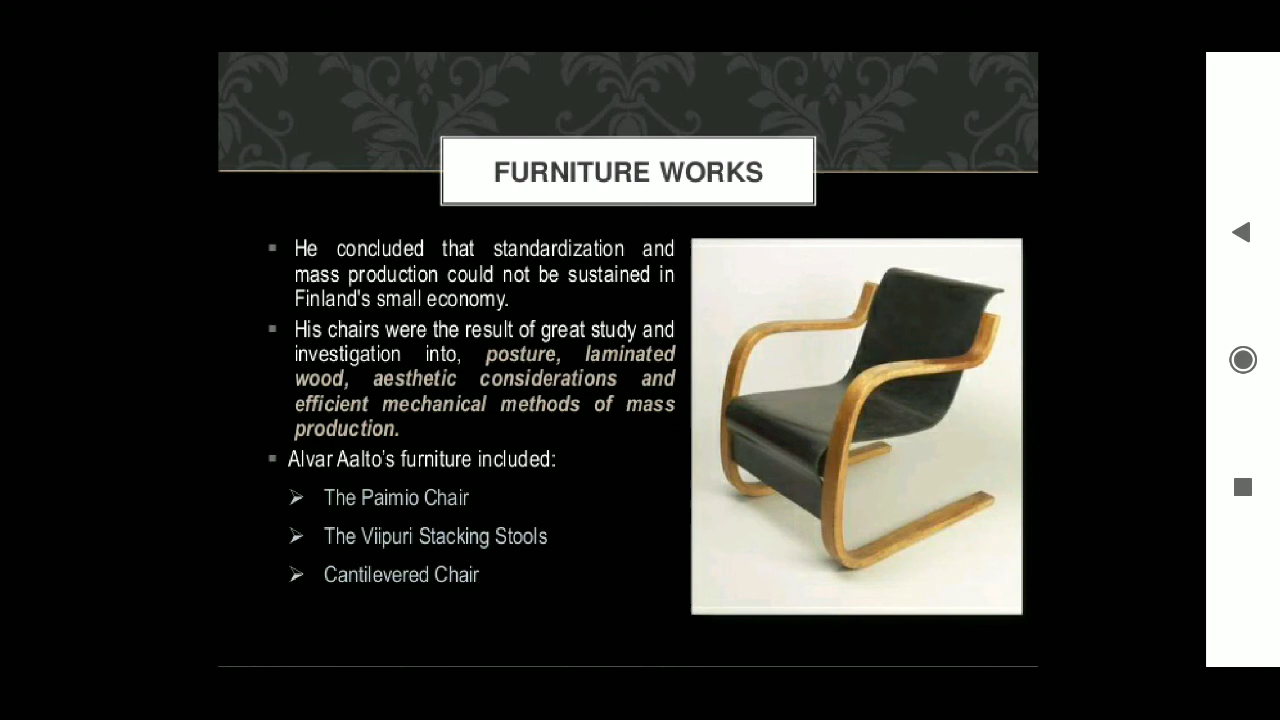 FURNITURE WORKS
He concluded that standardization and
mass production could not be sustained in
Finland's small economy.
His chairs were the result of great study and
investigation into, posture, laminated
wood, aesthetic considerations and
efficient mechanical methods of mass
production.
Alvar Aalto's furniture included:
The Paimio Chair
The Viipuri Stacking Stools
Cantilevered Chair